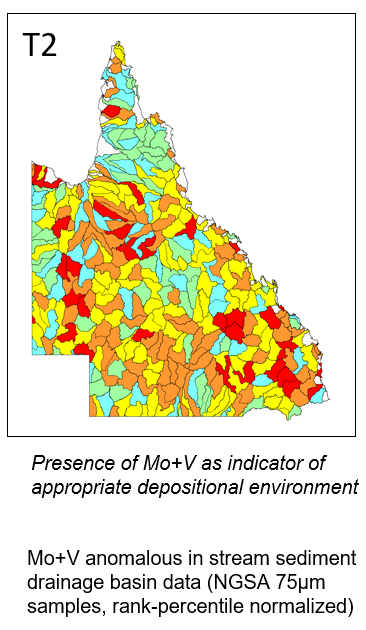 T2
Presence of Mo+V as indicator of
appropriate depositional environment
Mo+V anomalous in stream sediment
drainage basin data (NGSA 75µm
samples, rank-percentile normalized)